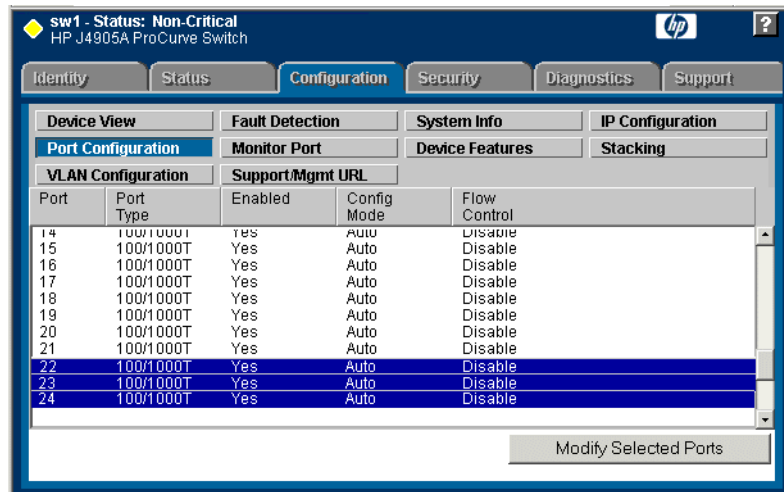 sw1 - Status: Non-Critical
HP J4905A ProCurve Switch
hp
?
Identity Status Configuration Security Diagnostics Support
Device View Fault Detection System Info IP Configuration
Port Configuration Monitor Port Device Features Stacking
VLAN Configuration Support/Mgmt URL
Port Port Type Enabled Config Mode Flow Control
14 100/1000T Yes Auto Disable
15 100/1000T Yes Auto Disable
16 100/1000T Yes Auto Disable
17 100/1000T Yes Auto Disable
18 100/1000T Yes Auto Disable
19 100/1000T Yes Auto Disable
20 100/1000T Yes Auto Disable
21 100/1000T Yes Auto Disable
22 100/1000T Yes Auto Disable
23 100/1000T Yes Auto Disable
24 100/1000T Yes Auto Disable
Modify Selected Ports